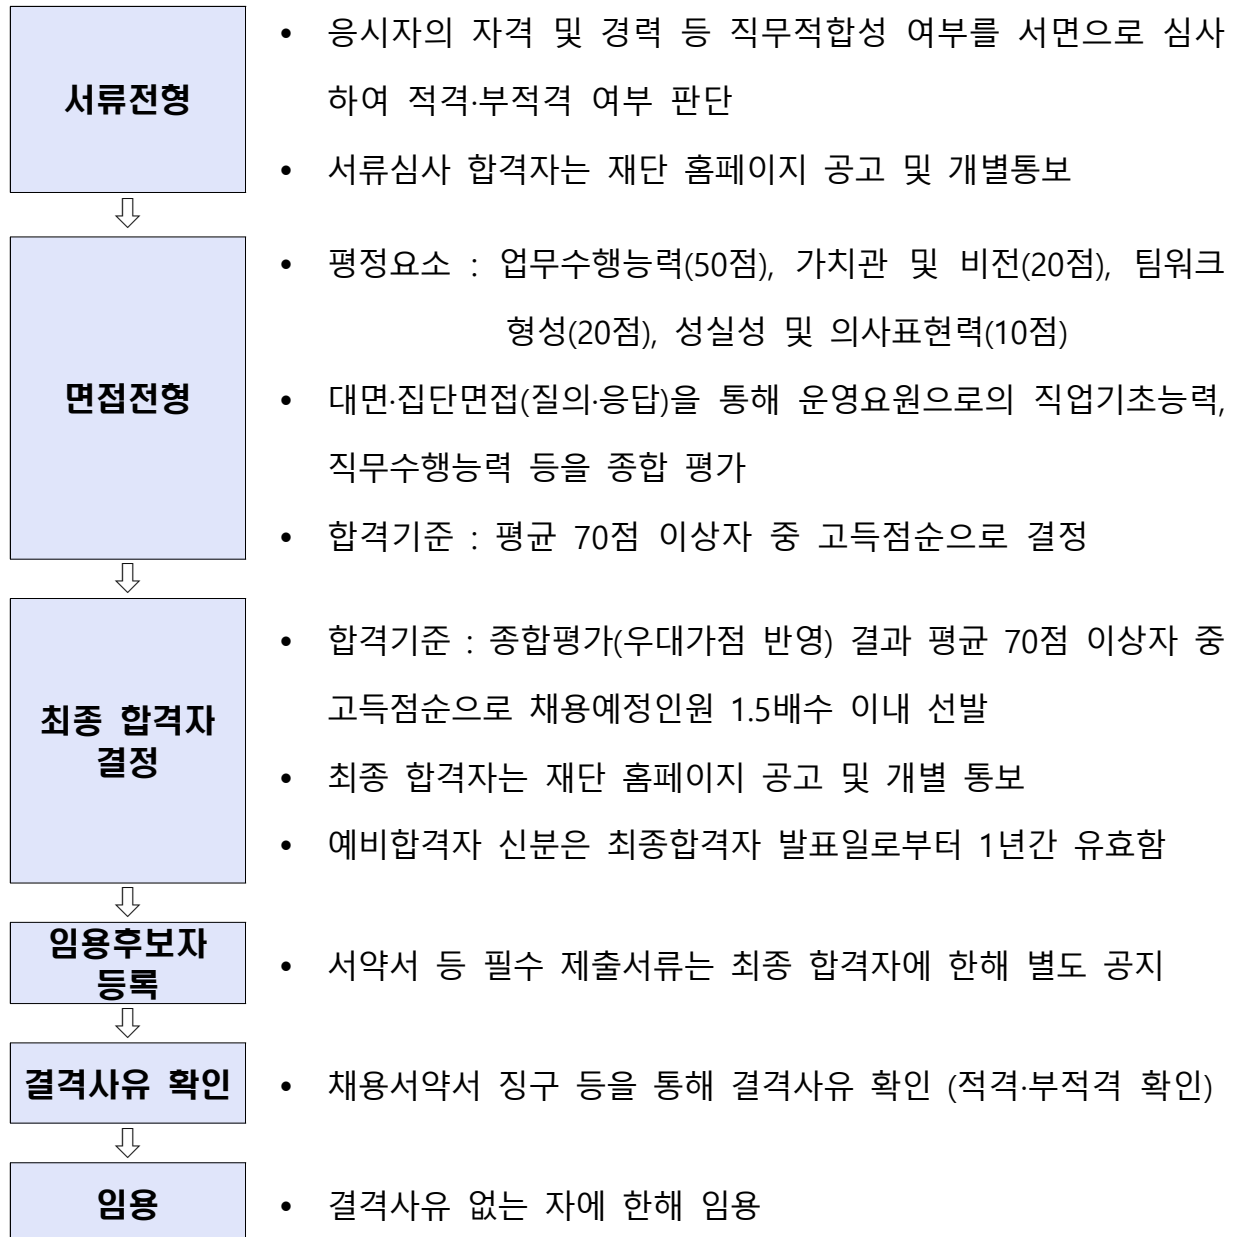 서류전형
• 응시자의 자격 및 경력 등 직무적합성 여부를 서면으로 심사
하여 적격·부적격 여부 판단
• 서류심사 합격자는 재단 홈페이지 공고 및 개별통보
면접전형
• 평정요소 : 업무수행능력(50점), 가치관 및 비전(20점), 팀워크
형성(20점), 성실성 및 의사표현력(10점)
• 대면·집단면접(질의·응답)을 통해 운영요원으로의 직업기초능력,
직무수행능력 등을 종합 평가
• 합격기준 : 평균 70점 이상자 중 고득점순으로 결정
최종 합격자
결정
• 합격기준 : 종합평가(우대가점 반영) 결과 평균 70점 이상자 중
고득점순으로 채용예정인원 1.5배수 이내 선발
• 최종 합격자는 재단 홈페이지 공고 및 개별 통보
• 예비합격자 신분은 최종합격자 발표일로부터 1년간 유효함
임용후보자
등록
• 서약서 등 필수 제출서류는 최종 합격자에 한해 별도 공지
결격사유 확인
• 채용서약서 징구 등을 통해 결격사유 확인 (적격·부적격 확인)
임용
• 결격사유 없는 자에 한해 임용